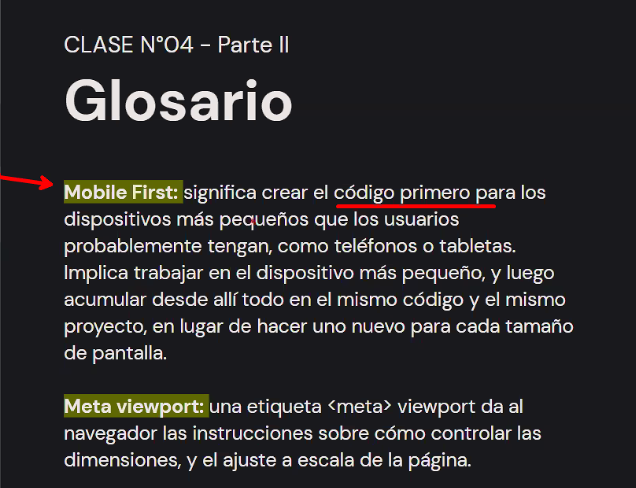 CLASE N°04 - Parte II
Glosario
Mobile First: significa crear el código primero para los
dispositivos más pequeños que los usuarios
probablemente tengan, como teléfonos o tabletas.
Implica trabajar en el dispositivo más pequeño, y luego
acumular desde allí todo en el mismo código y el mismo
proyecto, en lugar de hacer uno nuevo para cada tamaño
de pantalla.
Meta viewport: una etiqueta <meta> viewport da al
navegador las instrucciones sobre cómo controlar las
dimensiones, y el ajuste a escala de la página.